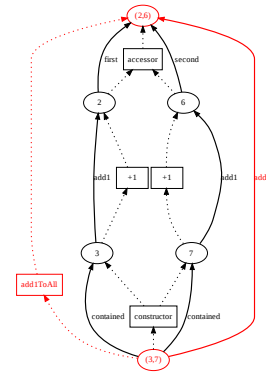 (2,6)
first
second
accessor
2
6
+1
+1
add1
add1
add
3
7
add1ToAll
contained
constructor
contained
(3,7)